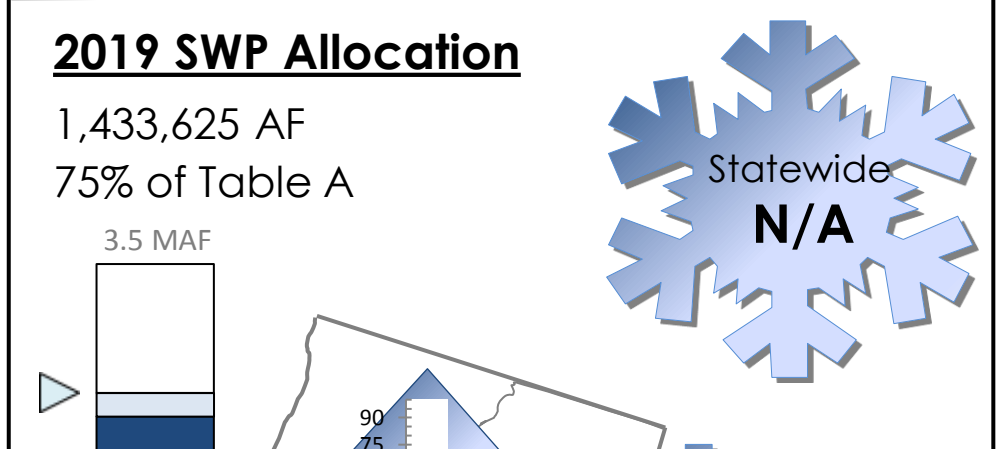 2019 SWP Allocation
1,433,625 AF
75% of Table A
3.5 MAF
Statewide
N/A
90
75